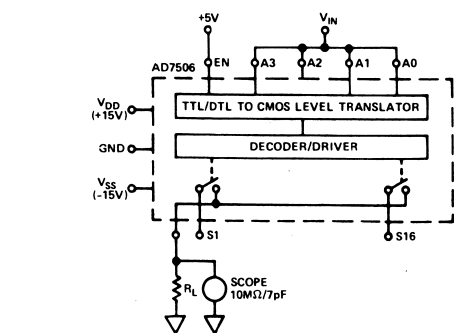 +5V
VIN
AD7506
EN
A3
A2
A1
A0
TTL/DTL TO CMOS LEVEL TRANSLATOR
VDD
(+15V)
GND
DECODER/DRIVER
VSS
(-15V)
S1
S16
RL
SCOPE
10MΩ/7pF